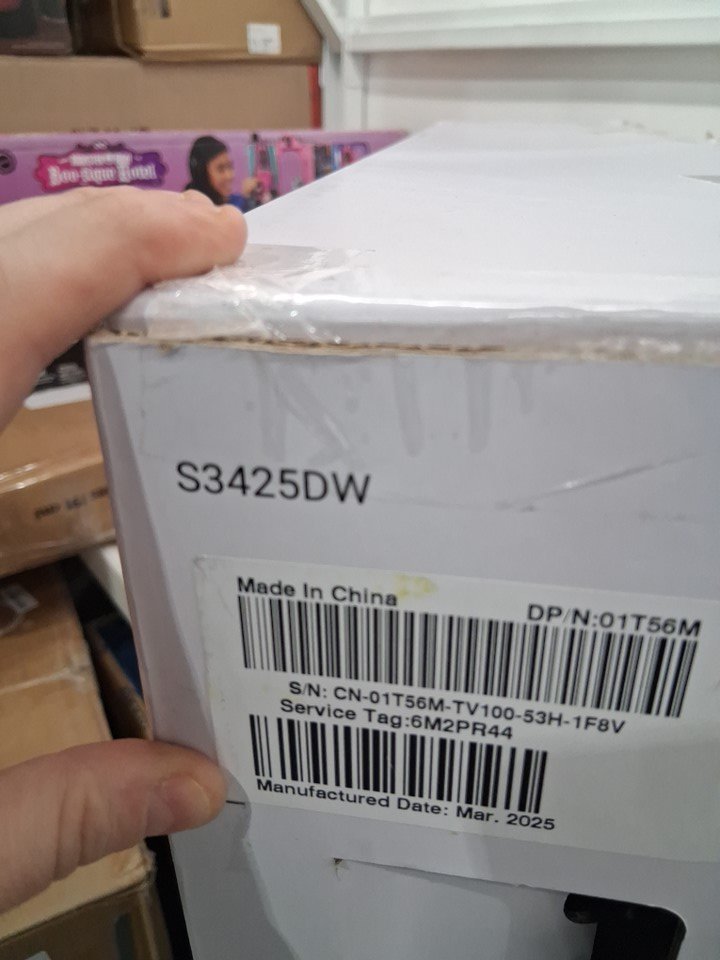 S3425DW
Made In China
DP/N:01T56M
S/N: CN-01T56M-TV100-53H-1F8V
Service Tag:6M2PR44
Manufactured Date: Mar. 2025